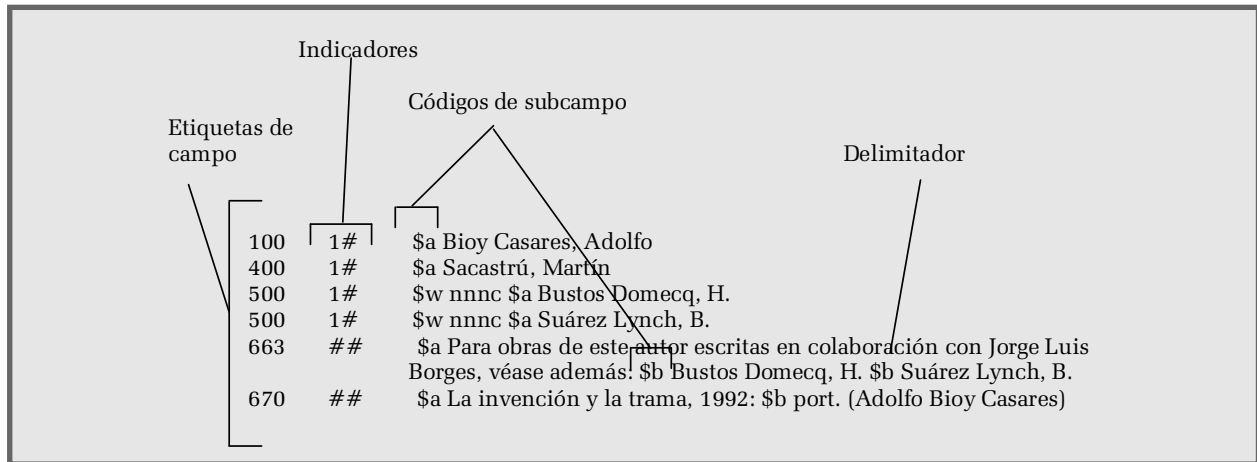 Indicadores
Códigos de subcampo
Etiquetas de
campo
Delimitador
100 1# $a Bioy Casares, Adolfo
400 1# $a Sacastrú, Martín
500 1# $w nnnc $a Bustos Domecq, H.
500 1# $w nnnc $a Suárez Lynch, B.
663 ## $a Para obras de este autor escritas en colaboración con Jorge Luis
Borges, véase además: $b Bustos Domecq, H. $b Suárez Lynch, B.
670 ## $a La invención y la trama, 1992: $b port. (Adolfo Bioy Casares)